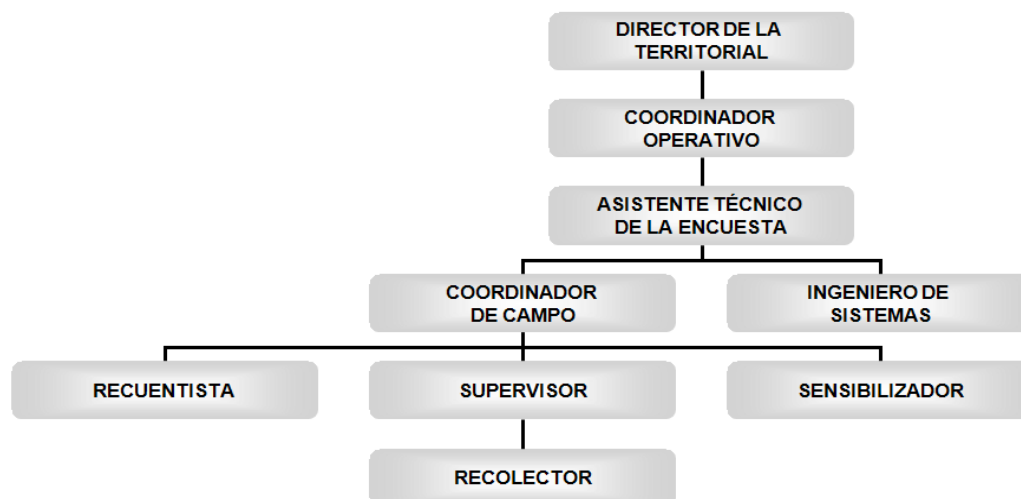 DIRECTOR DE LA
TERRITORIAL
COORDINADOR
OPERATIVO
ASISTENTE TÉCNICO
DE LA ENCUESTA
COORDINADOR
DE CAMPO
INGENIERO DE
SISTEMAS
RECUENTISTA
SUPERVISOR
SENSIBILIZADOR
RECOLECTOR